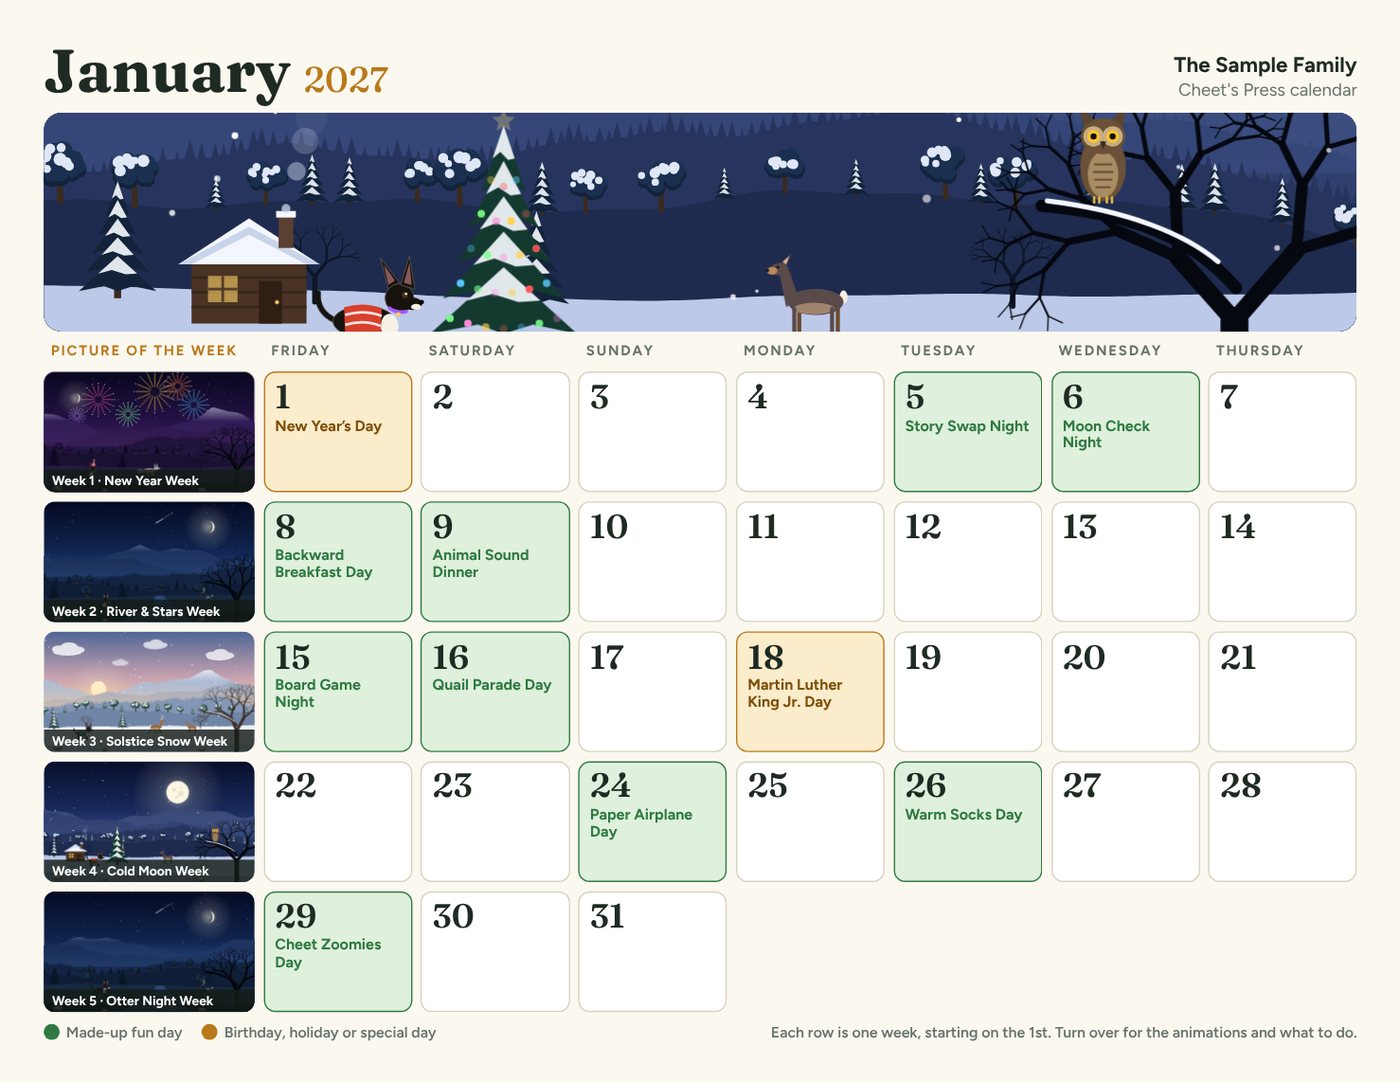 January 2027
The Sample Family
Cheet's Press calendar
PICTURE OF THE WEEK
FRIDAY
SATURDAY
SUNDAY
MONDAY
TUESDAY
WEDNESDAY
THURSDAY
Week 1 · New Year Week
1
New Year’s Day
2
3
4
5
Story Swap Night
6
Moon Check
Night
7
Week 2 · River & Stars Week
8
Backward
Breakfast Day
9
Animal Sound
Dinner
10
11
12
13
14
Week 3 · Solstice Snow Week
15
Board Game
Night
16
Quail Parade Day
17
18
Martin Luther
King Jr. Day
19
20
21
Week 4 · Cold Moon Week
22
23
24
Paper Airplane
Day
25
26
Warm Socks Day
27
28
Week 5 · Otter Night Week
29
Cheet Zoomies
Day
30
31
Made-up fun day
Birthday, holiday or special day
Each row is one week, starting on the 1st. Turn over for the animations and what to do.